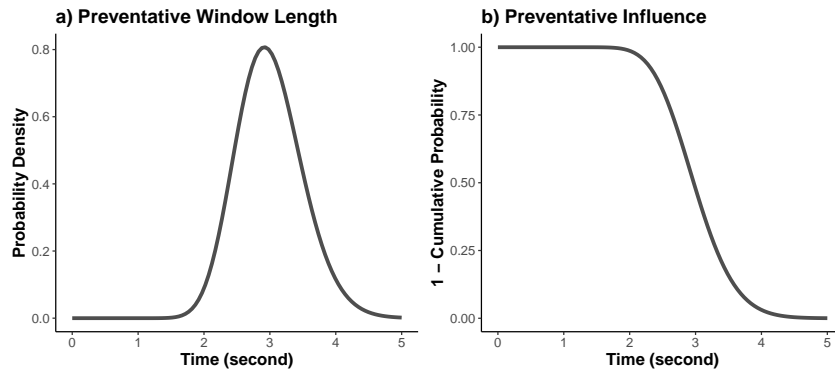 a) Preventative Window Length
0.8
0.6
0.4
0.2
0.0
Probability Density
0 1 2 3 4 5
Time (second)
b) Preventative Influence
1.00
0.75
0.50
0.25
0.00
1 − Cumulative Probability
0 1 2 3 4 5
Time (second)